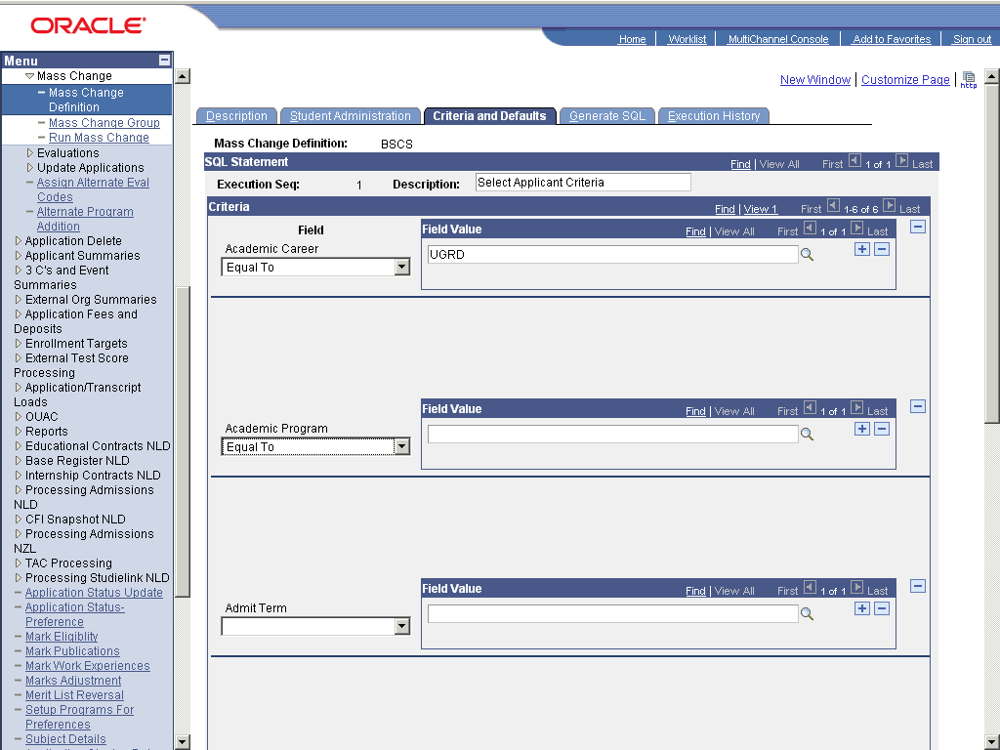 ORACLE®
Home
Worklist
MultiChannel Console
Add to Favorites
Sign out
Menu
Mass Change
Mass Change
Definition
Mass Change Group
Run Mass Change
Evaluations
Update Applications
Assign Alternate Eval
Codes
Alternate Program
Addition
Application Delete
Applicant Summaries
3 C's and Event
Summaries
External Org Summaries
Application Fees and
Deposits
Enrollment Targets
External Test Score
Processing
Application/Transcript
Loads
OUAC
Reports
Educational Contracts NLD
Base Register NLD
Internship Contracts NLD
Processing Admissions
NLD
CFI Snapshot NLD
Processing Admissions
NZL
TAC Processing
Processing Studielink NLD
Application Status Update
Application Status-
Preference
Mark Eligiblity
Mark Publications
Mark Work Experiences
Marks Adjustment
Merit List Reversal
Setup Programs For
Preferences
Subject Details
New Window | Customize Page |
http
Description
Student Administration
Criteria and Defaults
Generate SQL
Execution History
Mass Change Definition: BSCS
SQL Statement Find | View All First 1 of 1 Last
Execution Seq: 1 Description: Select Applicant Criteria
Criteria Find | View 1 First 1-6 of 6 Last
Field
Field Value Find | View All First 1 of 1 Last
Academic Career
Equal To
UGRD
Field Value Find | View All First 1 of 1 Last
Academic Program
Equal To
Field Value Find | View All First 1 of 1 Last
Admit Term